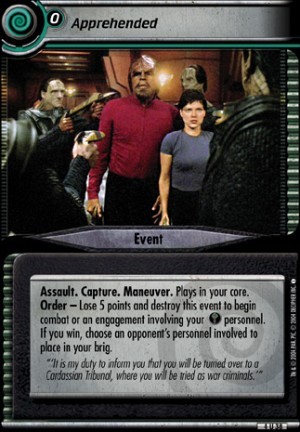 0
Apprehended
Event
Assault. Capture. Maneuver. Plays in your core.
Order – Lose 5 points and destroy this event to begin
combat or an engagement involving your personnel.
If you win, choose an opponent's personnel involved to
place in your brig.
"It is my duty to inform you that you will be turned over to a
Cardassian Tribunal, where you will be tried as war criminals."
4 U 38